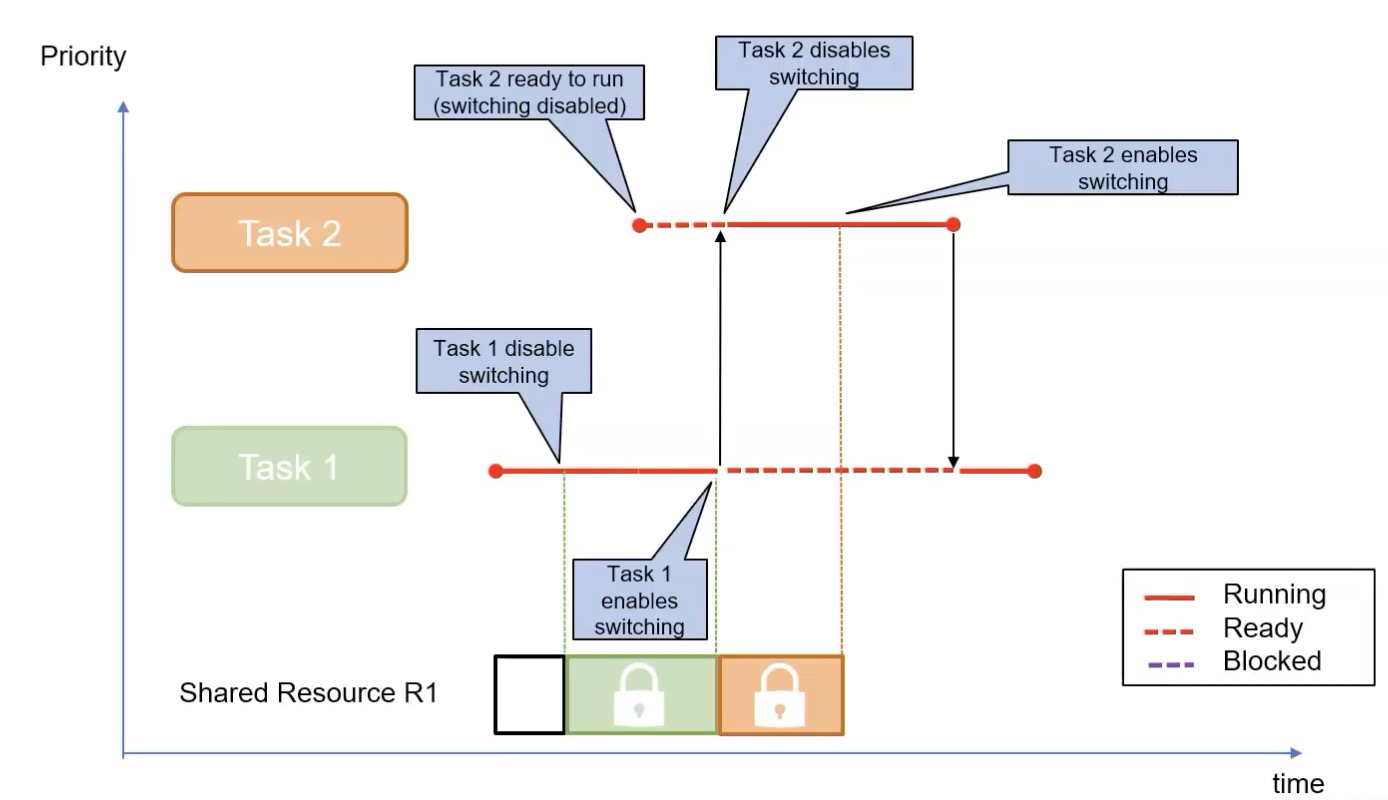 Priority
Task 2 ready to run
(switching disabled)
Task 2 disables
switching
Task 2 enables
switching
Task 2
Task 1 disable
switching
Task 1
Task 1
enables
switching
Running
Ready
Blocked
Shared Resource R1
time